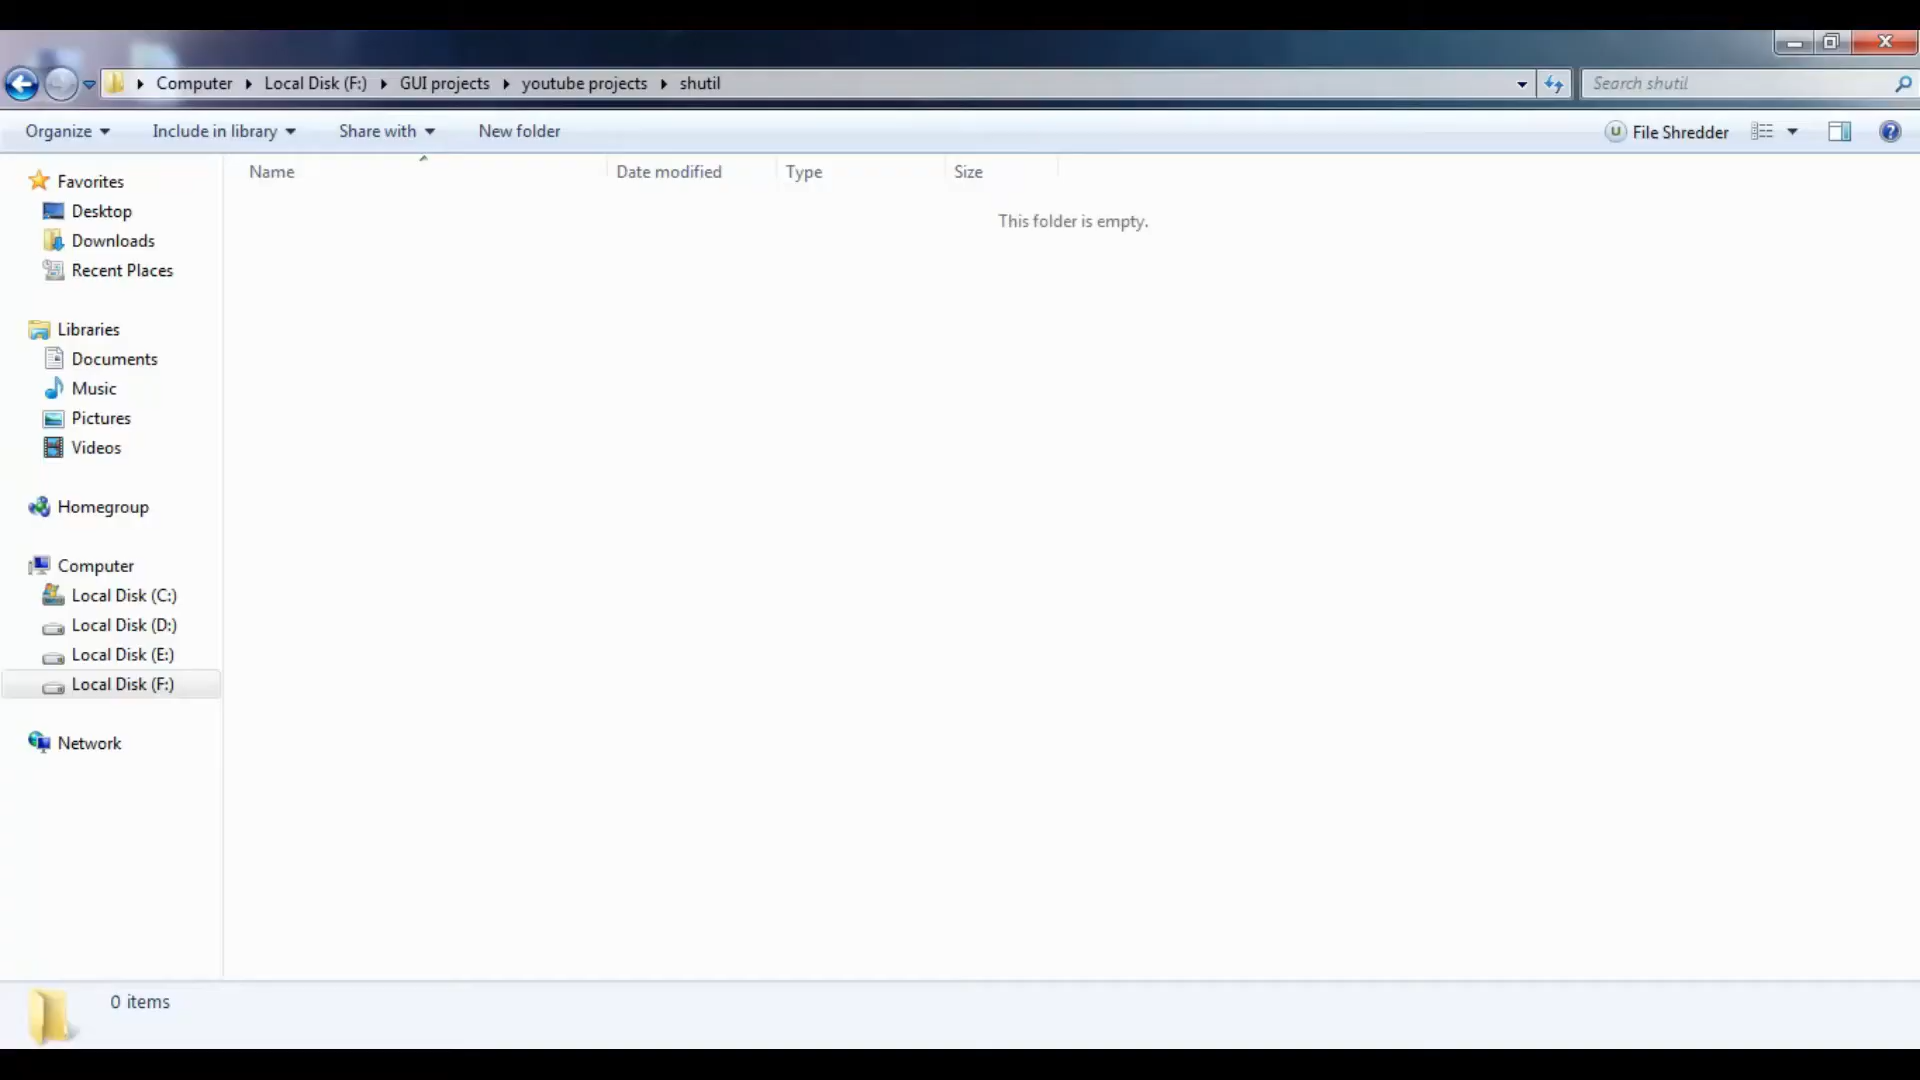 Computer Local Disk (F:) GUI projects youtube projects shutil Search shutil
Organize Include in library Share with New folder File Shredder
Name Date modified Type Size
This folder is empty.
Favorites
Desktop
Downloads
Recent Places
Libraries
Documents
Music
Pictures
Videos
Homegroup
Computer
Local Disk (C:)
Local Disk (D:)
Local Disk (E:)
Local Disk (F:)
Network
0 items